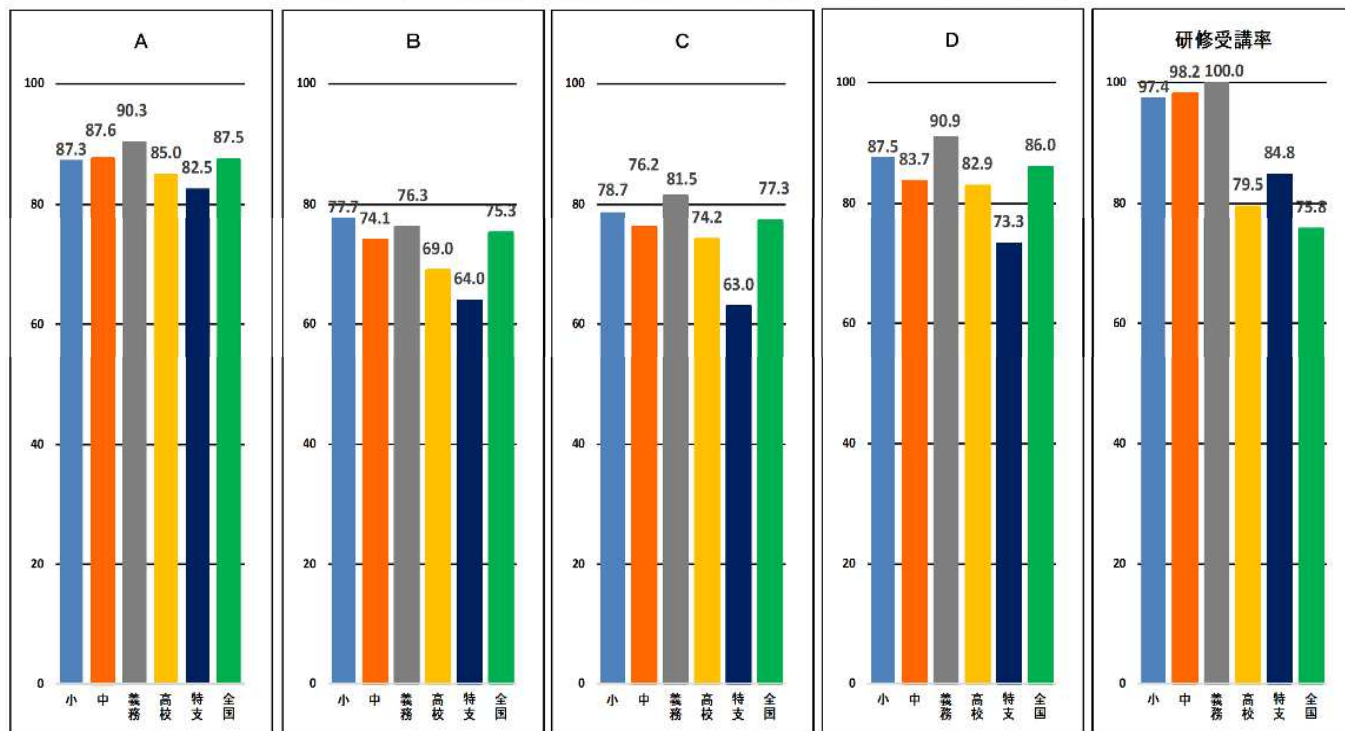 A
100
80
60
40
20
0
87.3
87.6
90.3
85.0
82.5
87.5
小
中
義務
高校
特支
全国
B
100
80
60
40
20
0
77.7
74.1
76.3
69.0
64.0
75.3
小
中
義務
高校
特支
全国
C
100
80
60
40
20
0
78.7
76.2
81.5
74.2
63.0
77.3
小
中
義務
高校
特支
全国
D
100
80
60
40
20
0
87.5
83.7
90.9
82.9
73.3
86.0
小
中
義務
高校
特支
全国
研修受講率
100
80
60
40
20
0
97.4
98.2
100.0
79.5
84.8
75.8
小
中
義務
高校
特支
全国